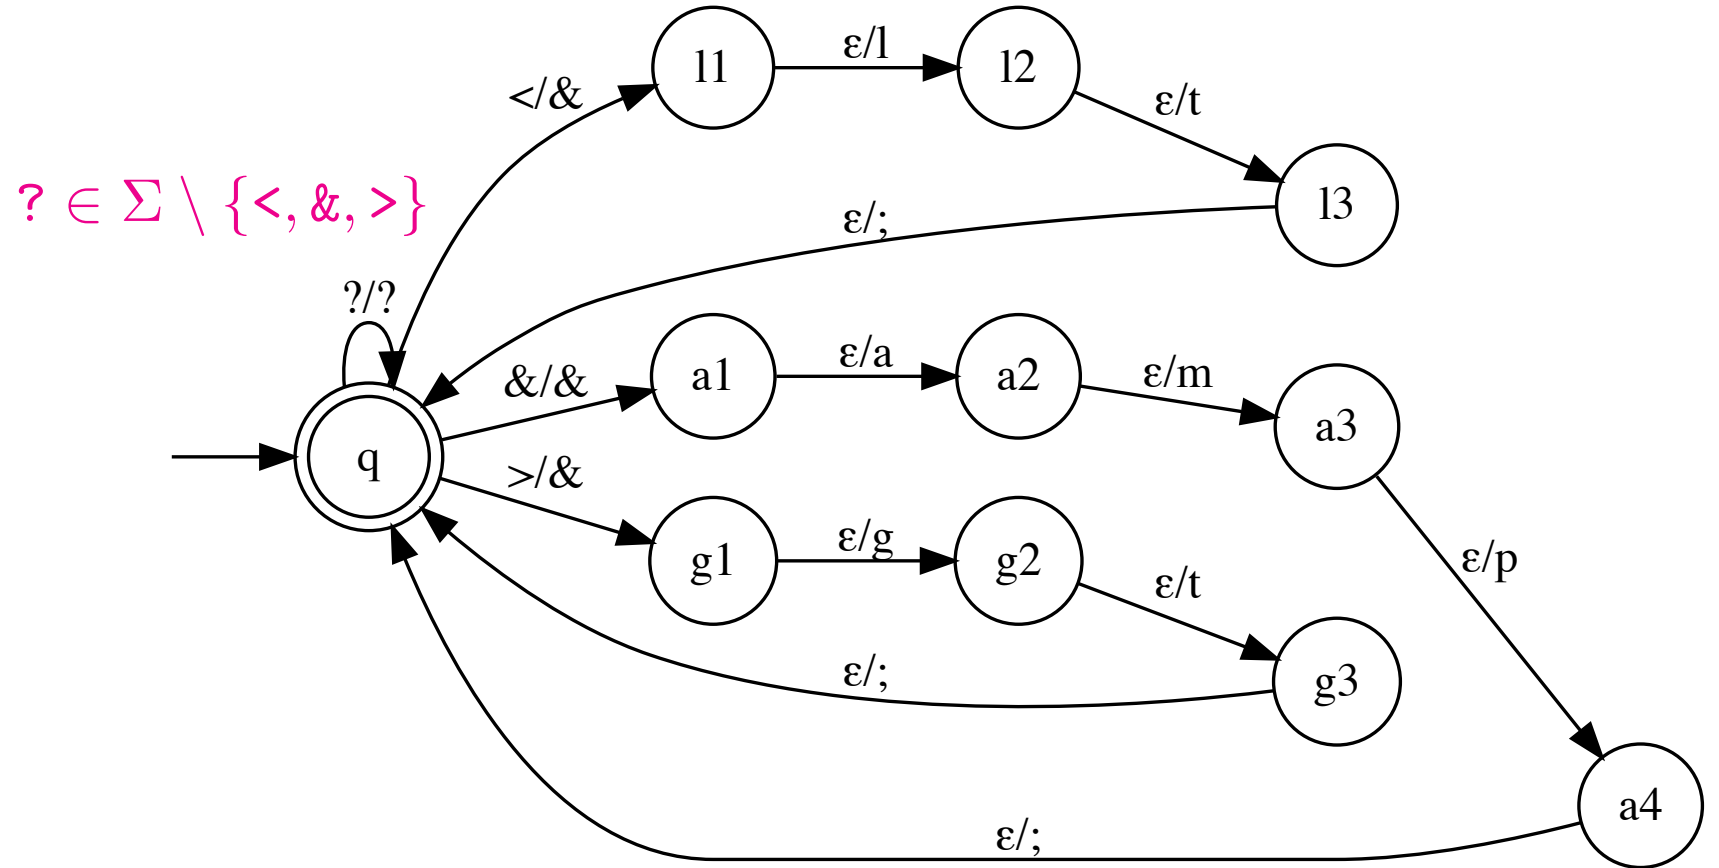 l1
ε/l
l2
</&
ε/t
? ∈ Σ \ {<, &, >}
l3
ε/;
?/?
&/&
a1
ε/a
a2
ε/m
a3
q
>/&
g1
ε/g
g2
ε/t
ε/p
ε/;
g3
a4
ε/;